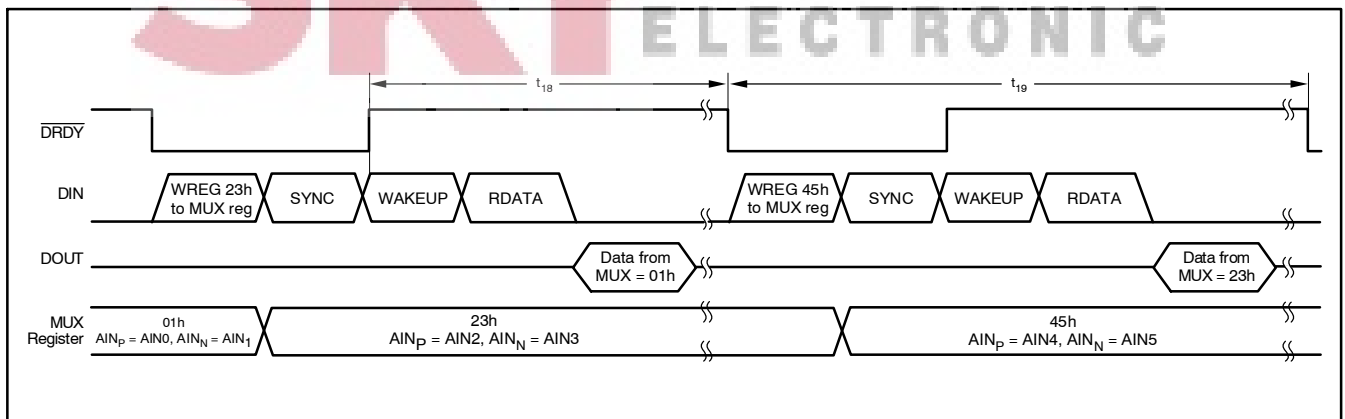 ELECTRONIC
t18
t19
DRDY
DIN
WREG 23h
to MUX reg
SYNC
WAKEUP
RDATA
WREG 45h
to MUX reg
SYNC
WAKEUP
RDATA
DOUT
Data from
MUX = 01h
Data from
MUX = 23h
MUX
Register
01h
AINP = AIN0, AINN = AIN1
23h
AINP = AIN2, AINN = AIN3
45h
AINP = AIN4, AINN = AIN5